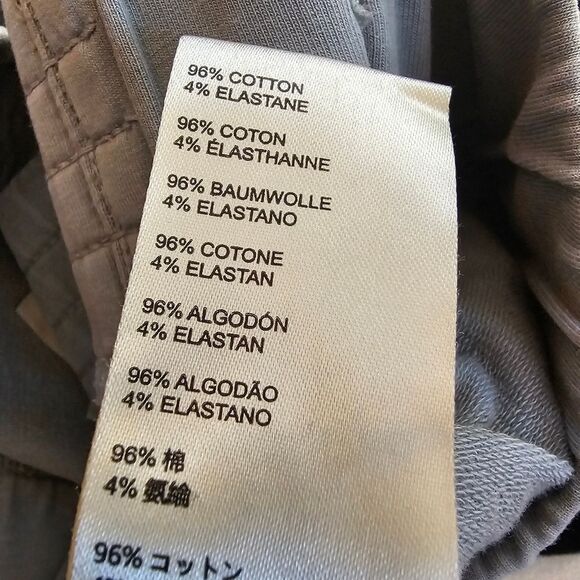 96% COTTON
4% ELASTANE
96% COTON
4% ÉLASTHANNE
96% BAUMWOLLE
4% ELASTANO
96% COTONE
4% ELASTAN
96% ALGODÓN
4% ELASTAN
96% ALGODÃO
4% ELASTANO
96% 棉
4% 氨綸
96% コットン